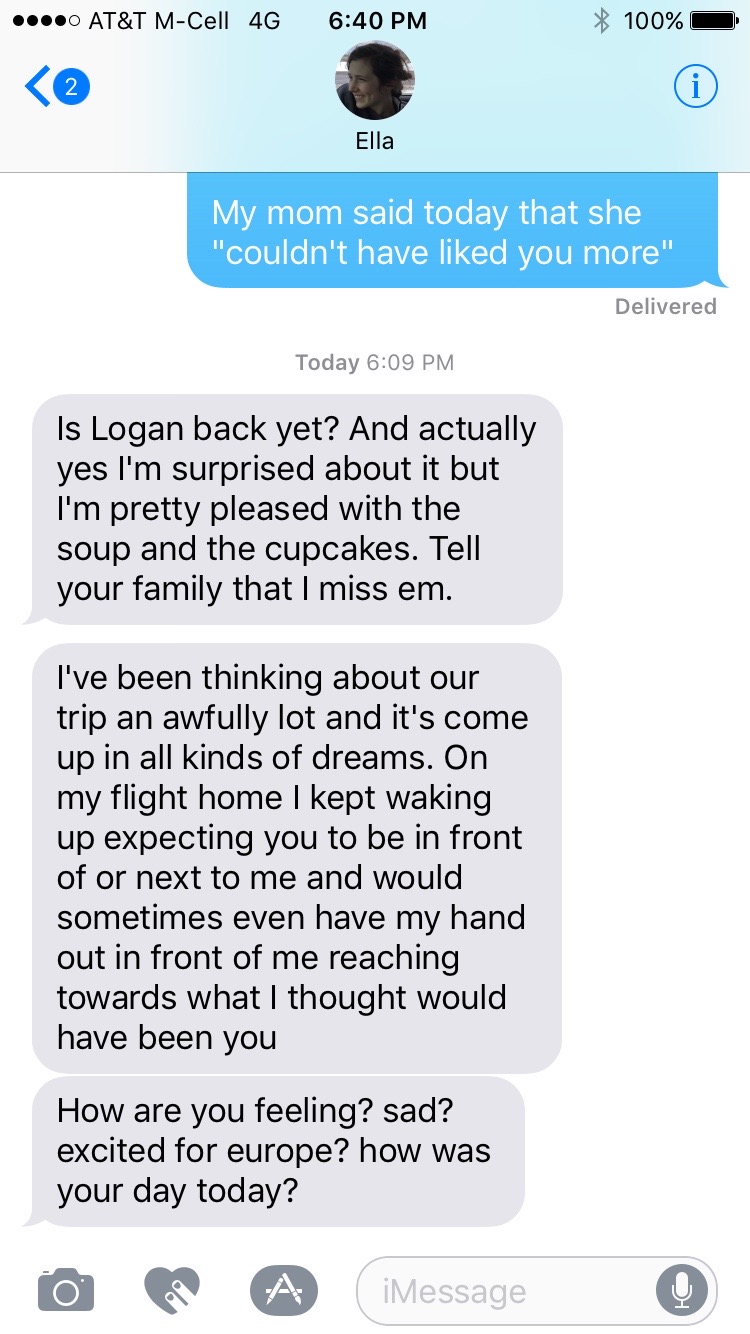 AT&T M-Cell 4G 6:40 PM 100%
2
Ella
My mom said today that she
"couldn't have liked you more"
Delivered
Today 6:09 PM
Is Logan back yet? And actually
yes I'm surprised about it but
I'm pretty pleased with the
soup and the cupcakes. Tell
your family that I miss em.
I've been thinking about our
trip an awfully lot and it's come
up in all kinds of dreams. On
my flight home I kept waking
up expecting you to be in front
of or next to me and would
sometimes even have my hand
out in front of me reaching
towards what I thought would
have been you
How are you feeling? sad?
excited for europe? how was
your day today?
iMessage